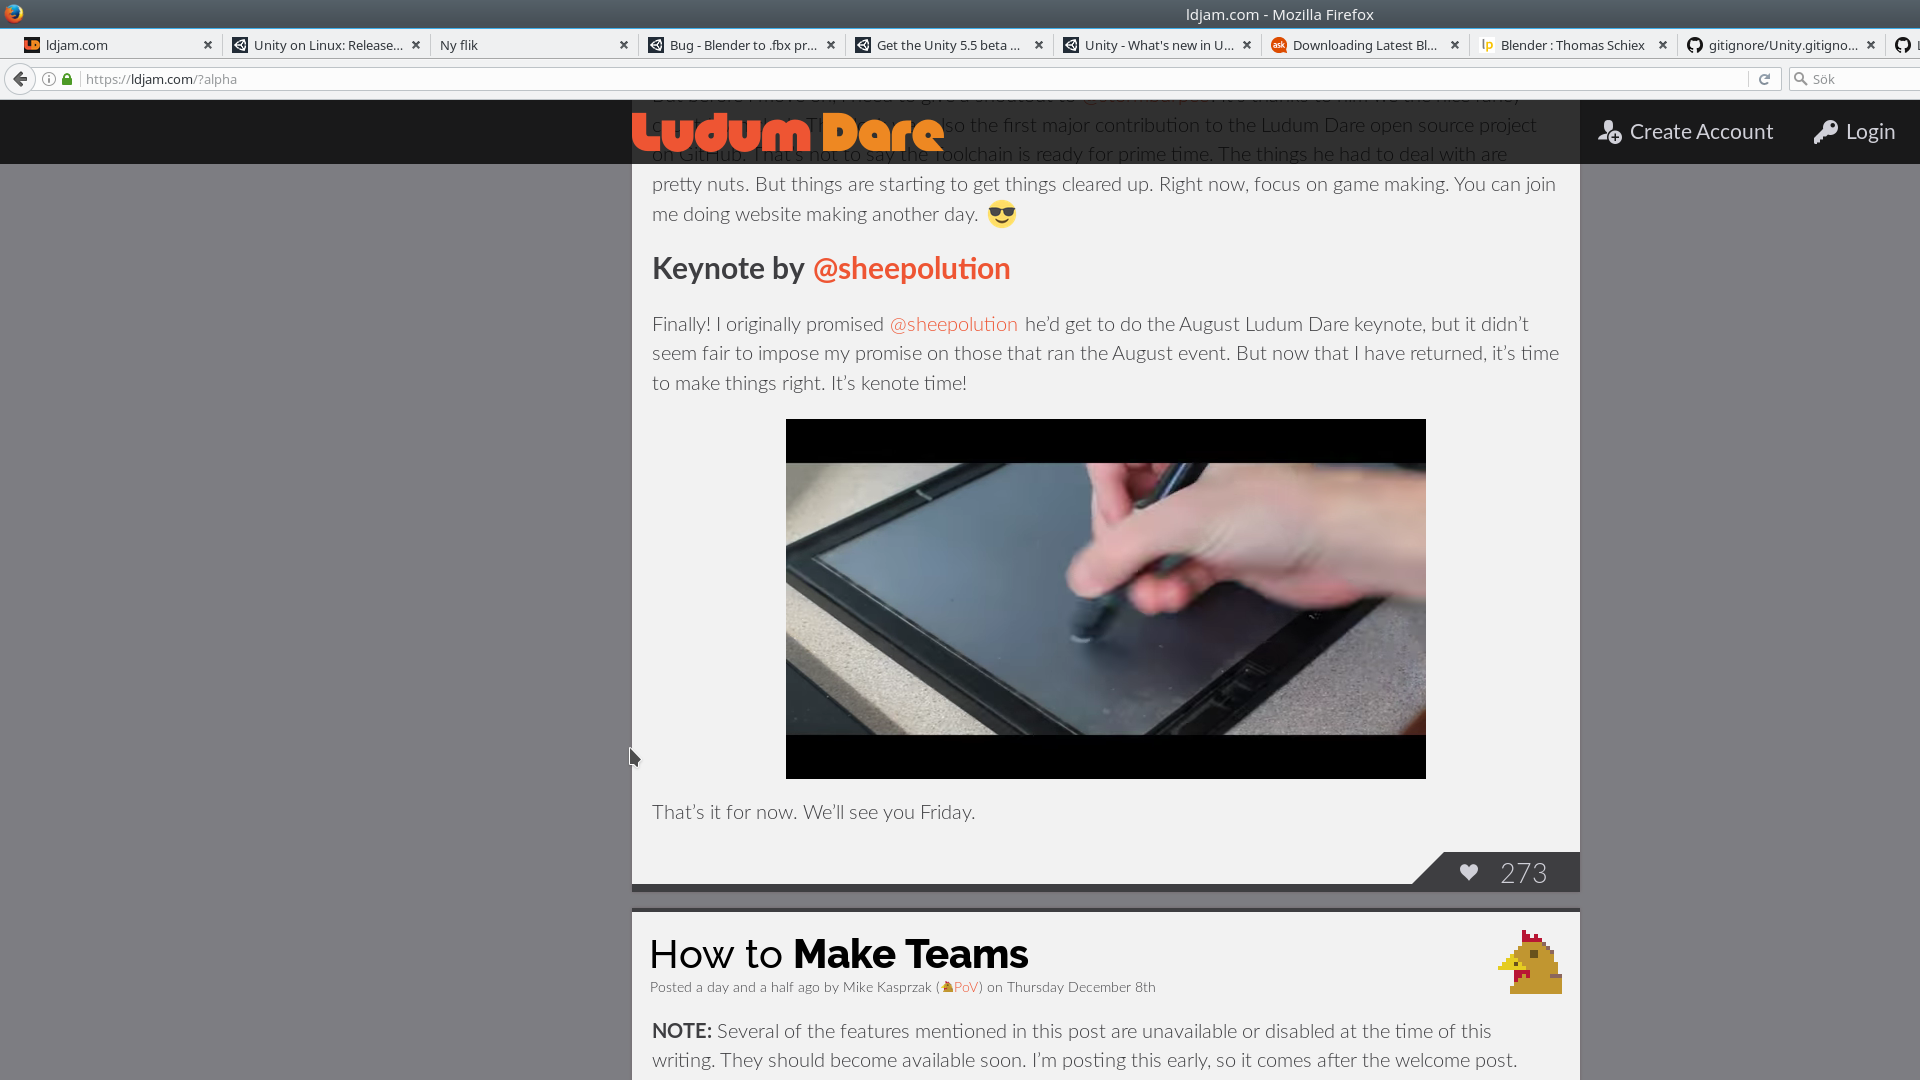 ldjam.com - Mozilla Firefox
ldjam.com
Unity on Linux: Release...
Ny flik
Bug - Blender to .fbx pr...
Get the Unity 5.5 beta ...
Unity - What's new in U...
Downloading Latest Bl...
Blender : Thomas Schiex
gitignore/Unity.gitigno...
https://ldjam.com/?alpha
Sök
Ludum Dare
Create Account
Login
lso the first major contribution to the Ludum Dare open source project
on GitHub. That's not to say the Toolchain is ready for prime time. The things he had to deal with are
pretty nuts. But things are starting to get things cleared up. Right now, focus on game making. You can join
me doing website making another day. 😎
Keynote by @sheepolution
Finally! I originally promised @sheepolution he’d get to do the August Ludum Dare keynote, but it didn’t
seem fair to impose my promise on those that ran the August event. But now that I have returned, it’s time
to make things right. It’s kenote time!
That’s it for now. We’ll see you Friday.
273
How to Make Teams
Posted a day and a half ago by Mike Kasprzak (PoV) on Thursday December 8th
NOTE: Several of the features mentioned in this post are unavailable or disabled at the time of this
writing. They should become available soon. I’m posting this early, so it comes after the welcome post.